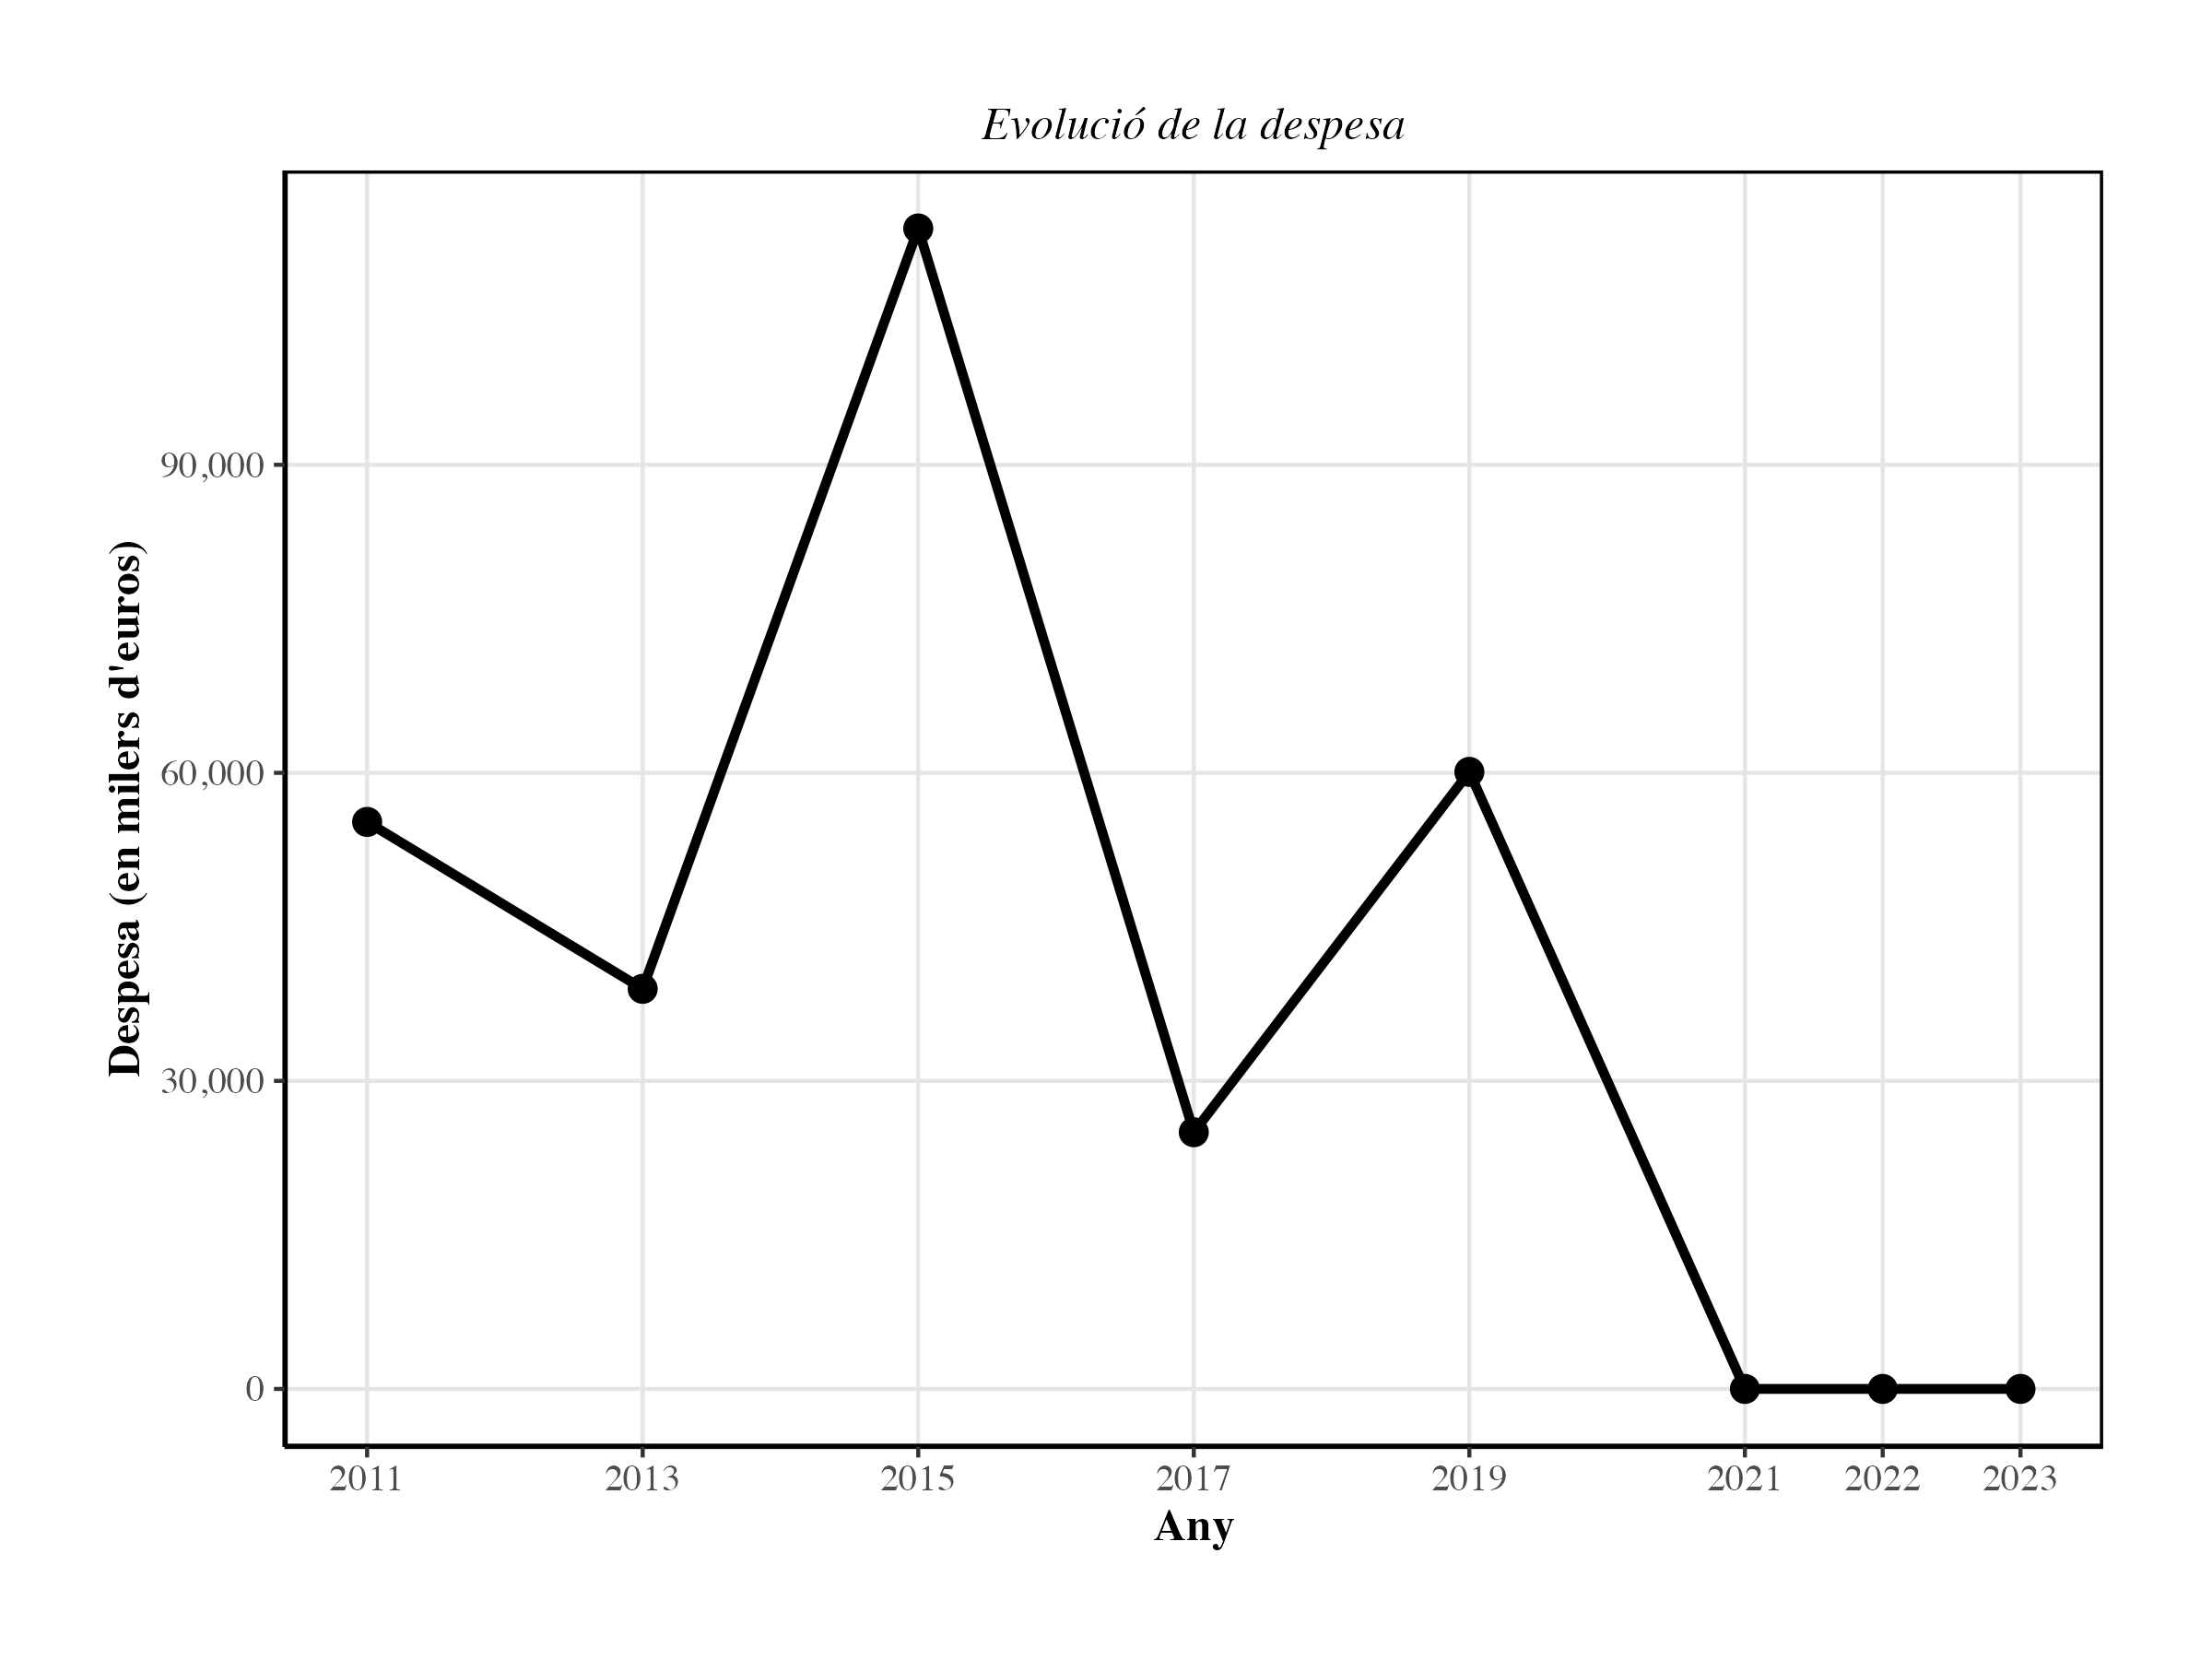 Evolució de la despesa
Despesa (en milers d'euros)
90,000
60,000
30,000
0
2011 2013 2015 2017 2019 2021 2022 2023
Any